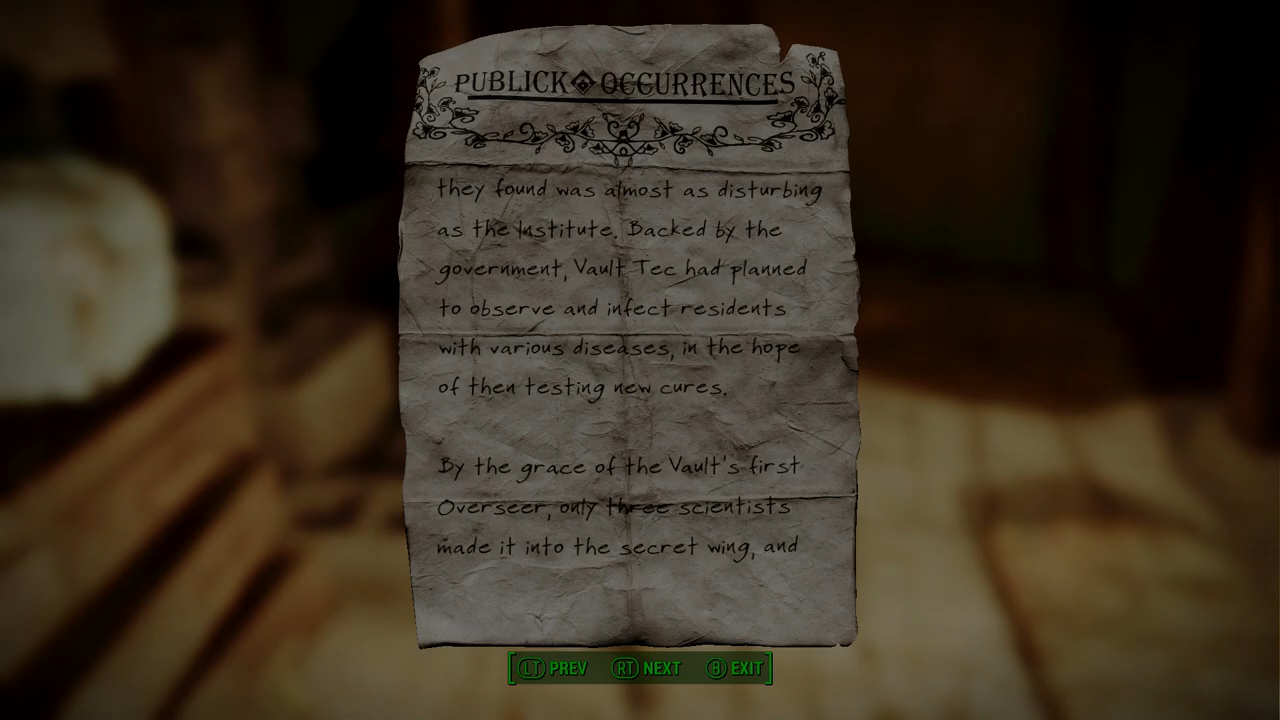 PUBLICK OCCURRENCES
they found was almost as disturbing
as the Institute. Backed by the
government, Vault Tec had planned
to observe and infect residents
with various diseases, in the hope
of then testing new cures.
By the grace of the Vault's first
Overseer, only three scientists
made it into the secret wing, and
LT PREV RT NEXT B EXIT